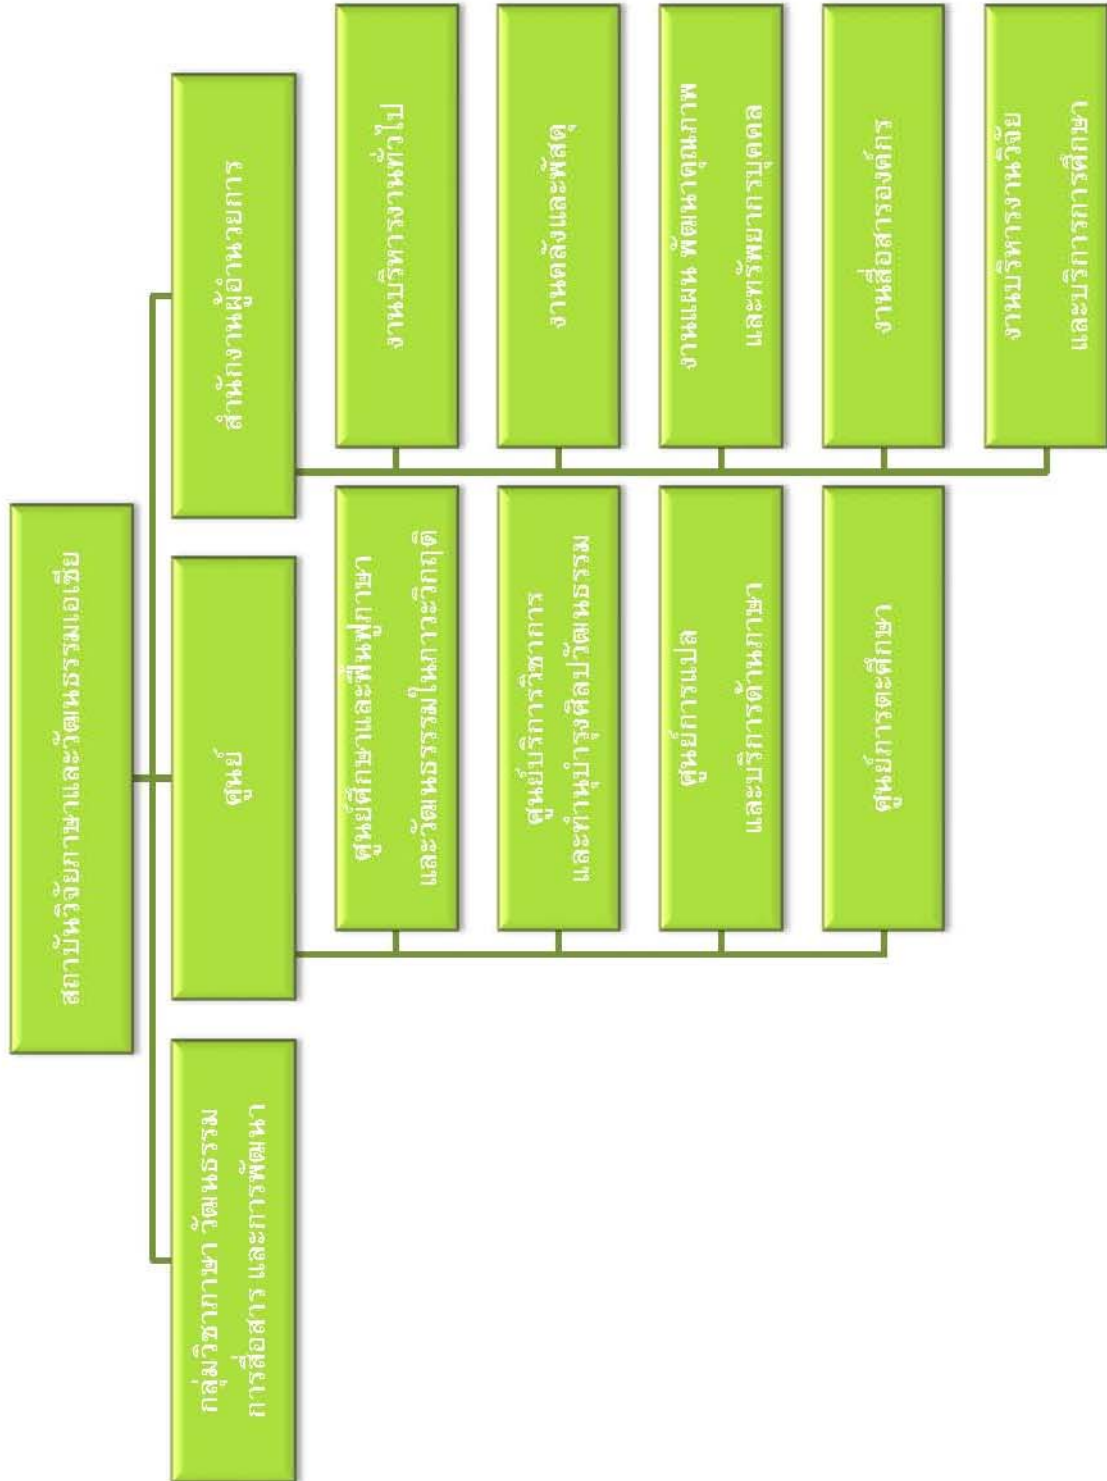 สถาบันวิจัยภาษาและวัฒนธรรมเอเชีย
กลุ่มวิชาภาษา วัฒนธรรม
การสื่อสาร และการพัฒนา
ศูนย์
ศูนย์ศึกษาและฟื้นฟูภาษา
และวัฒนธรรมในภาวะวิกฤติ
ศูนย์บริการวิชาการ
และทำนุบำรุงศิลปวัฒนธรรม
ศูนย์การแปล
และบริการด้านภาษา
ศูนย์ภารตะศึกษา
สำนักงานผู้อำนวยการ
งานบริหารงานทั่วไป
งานคลังและพัสดุ
งานแผน พัฒนาคุณภาพ
และทรัพยากรบุคคล
งานสื่อสารองค์กร
งานบริหารงานวิจัย
และบริการการศึกษา